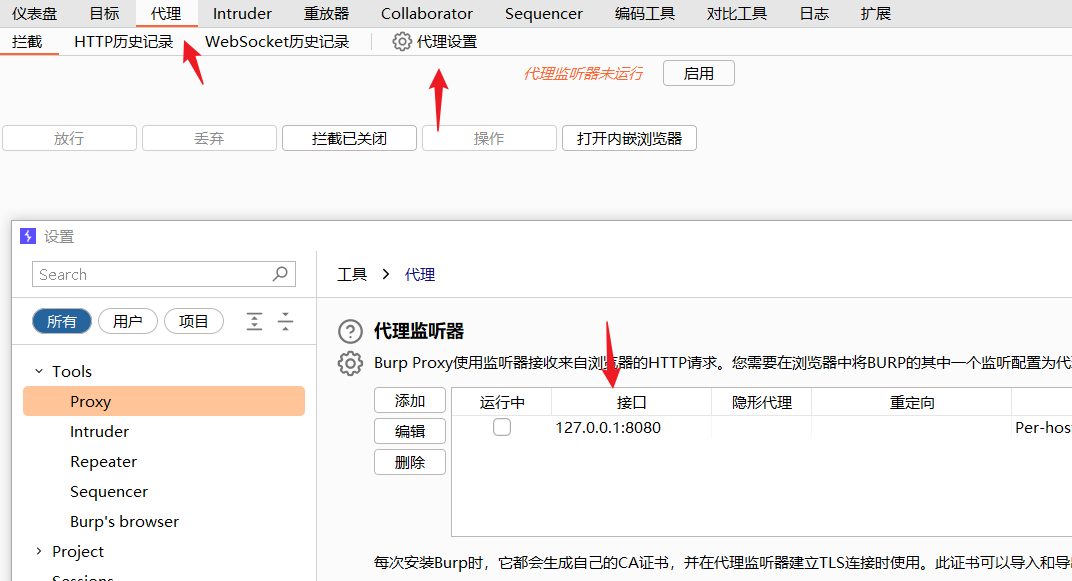 仪表盘 目标 代理 Intruder 重放器 Collaborator Sequencer 编码工具 对比工具 日志 扩展
拦截 HTTP历史记录 WebSocket历史记录 代理设置
代理监听器未运行 启用
放行 丢弃 拦截已关闭 操作 打开内嵌浏览器
设置
Search
工具 > 代理
所有 用户 项目
代理监听器
Burp Proxy使用监听器接收来自浏览器的HTTP请求。您需要在浏览器中将BURP的其中一个监听配置为代
Tools
添加 运行中 接口 隐形代理 重定向
Proxy
编辑 127.0.0.1:8080 Per-hos
Intruder
删除
Repeater
Sequencer
Burp's browser
Project
每次安装Burp时，它都会生成自己的CA证书，并在代理监听器建立TLS连接时使用。此证书可以导入和导
Sessions